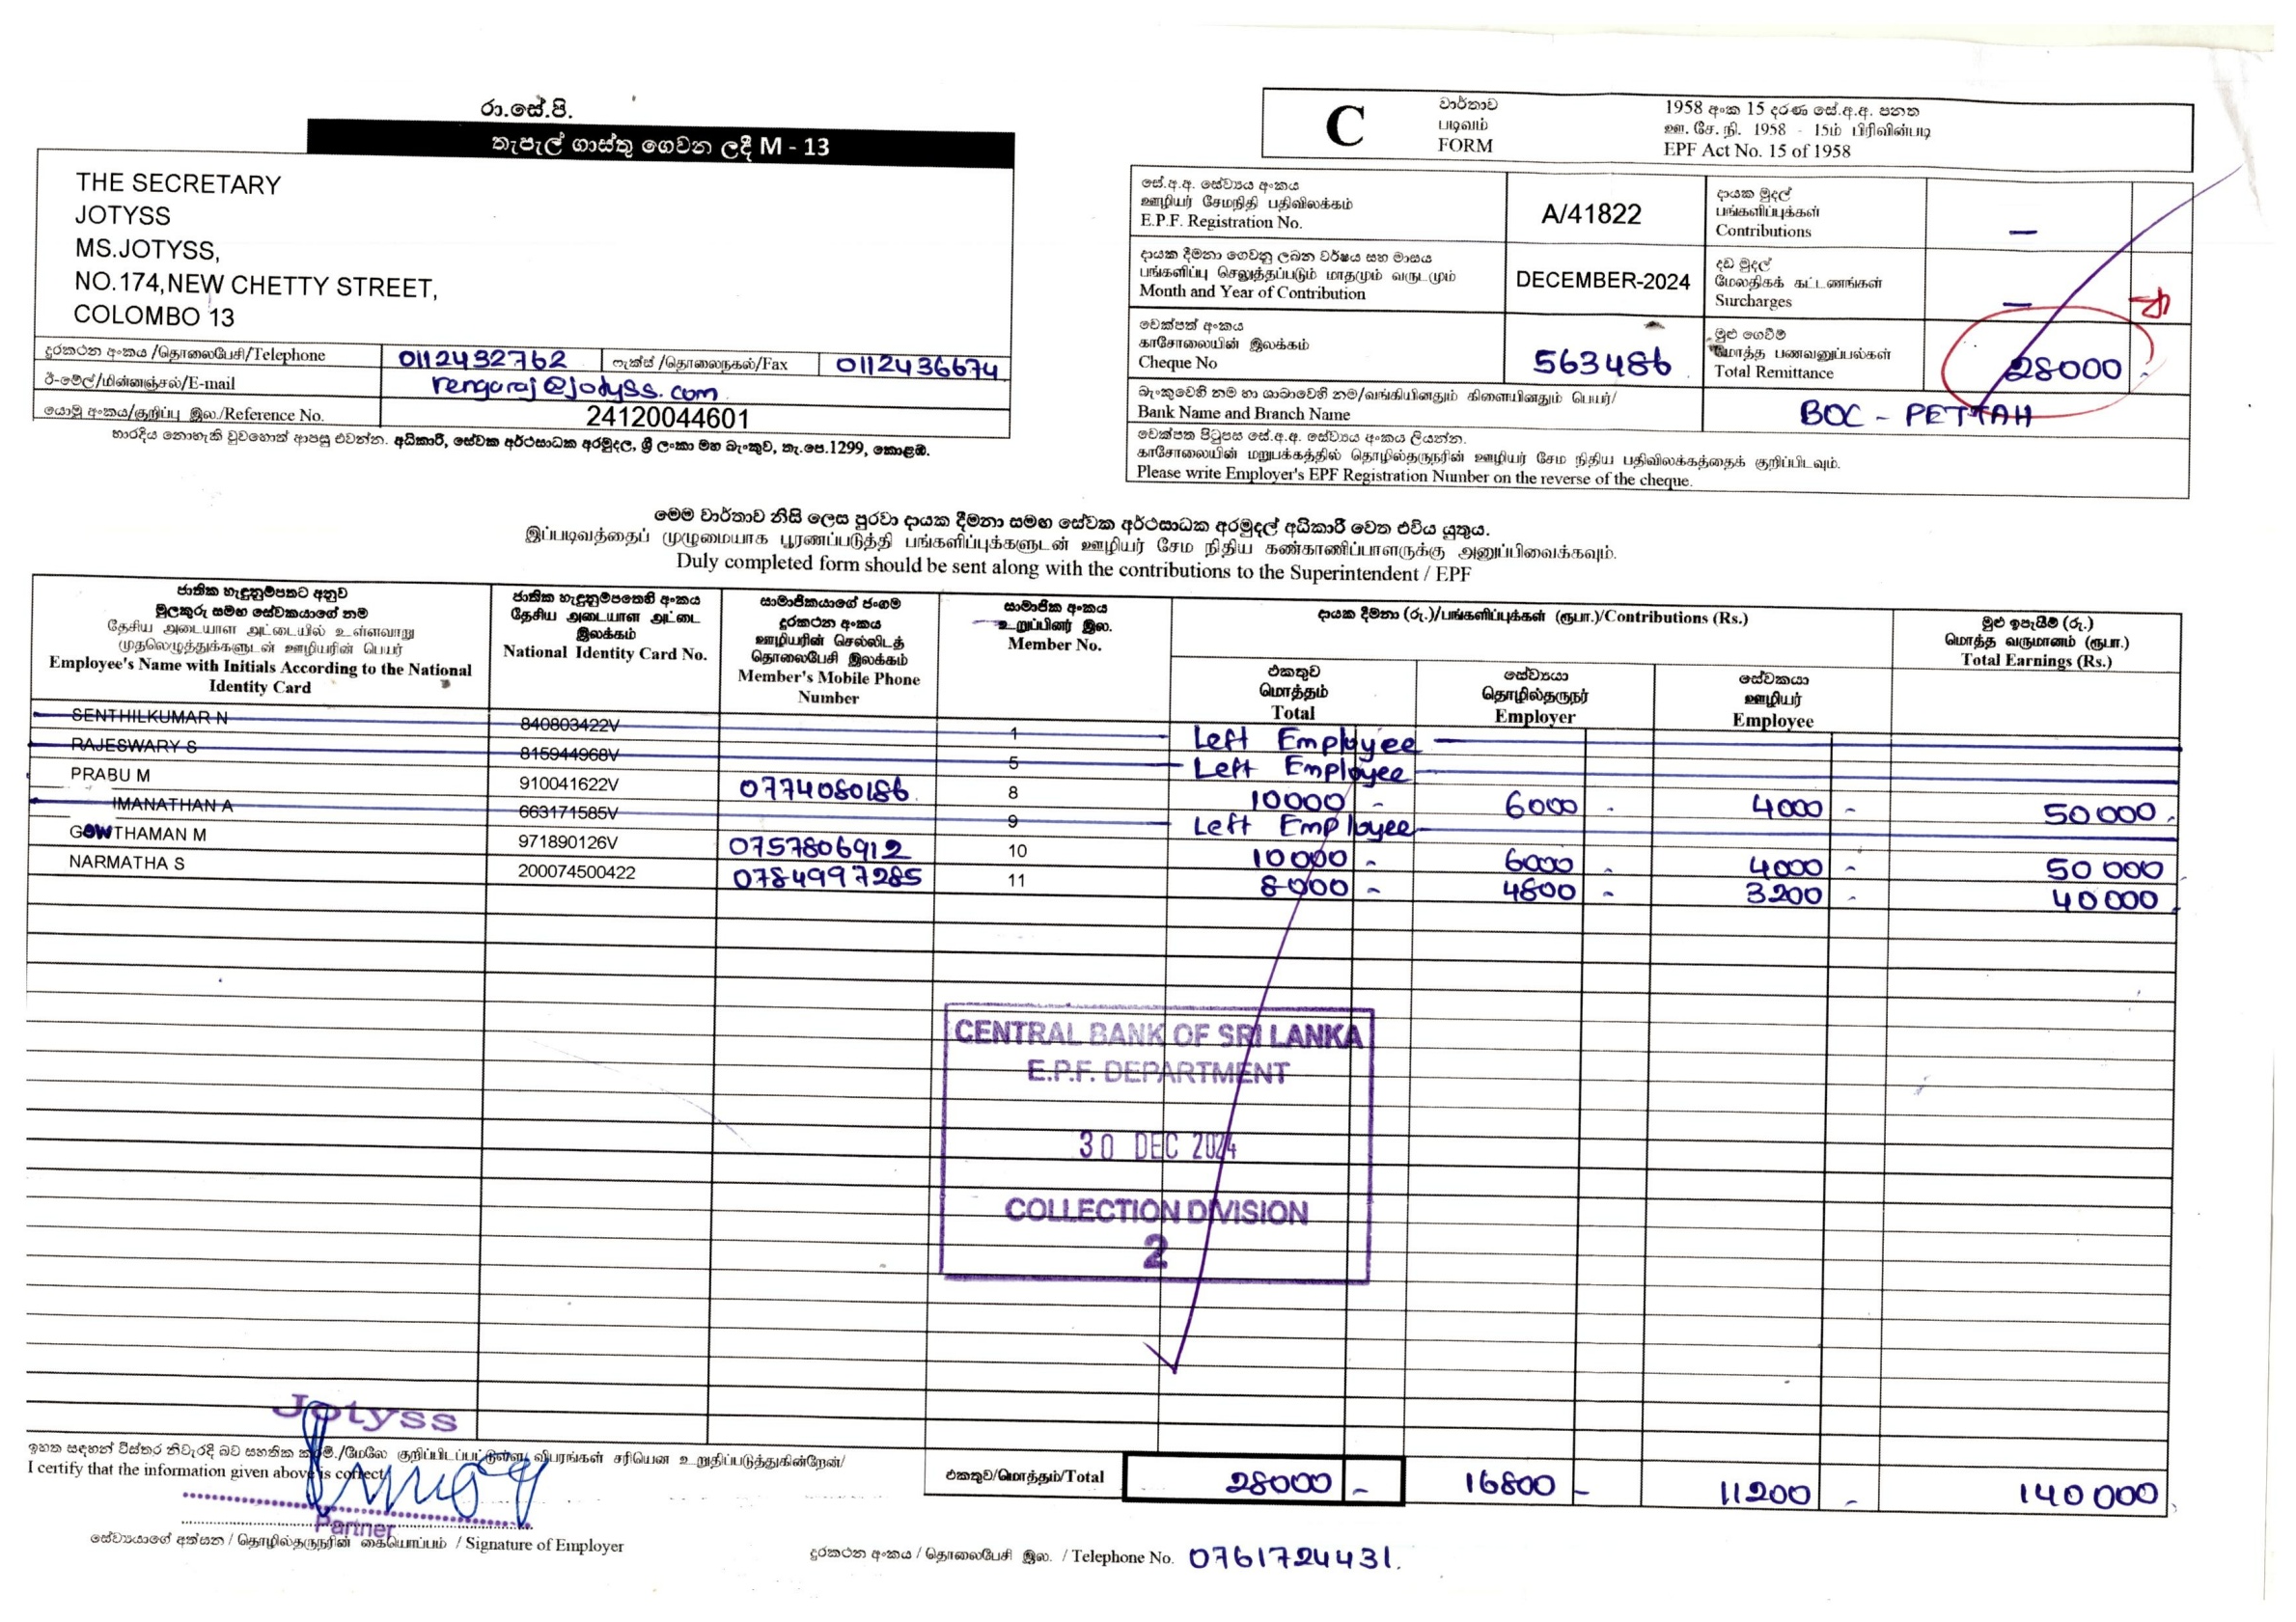 රා.සේ.පි.
තැපැල් ගාස්තු ගෙවන ලදී M - 13
THE SECRETARY
JOTYSS
MS.JOTYSS,
NO.174,NEW CHETTY STREET,
COLOMBO 13
දුරකථන අංකය /தொலைபேசி/Telephone 0112432762 ෆැක්ස් /தொலைநகல்/Fax 0112436674
ඊ-මේල්/மின்னஞ்சல்/E-mail rengaraj@jotyss.com
යොමු අංකය/குறிப்பு இல./Reference No. 24120044601
භාරදිය නොහැකි වුවහොත් ආපසු එවන්න. අධිකාරී, සේවක අර්ථසාධක අරමුදල, ශ්‍රී ලංකා මහ බැංකුව, තැ.පෙ.1299, කොළඹ.
C
වාර්තාව
படிவம்
FORM
1958 අංක 15 දරණ සේ.අ.අ. පනත
ஊ. சே. நி. 1958 - 15ம் பிரிவின்படி
EPF Act No. 15 of 1958
සේ.අ.අ. සේව්‍යය අංකය
ஊழியர் சேமநிதி பதிவிலக்கம்
E.P.F. Registration No.
A/41822
දායක මුදල්
பங்களிப்புக்கள்
Contributions
–
දායක දීමනා ගෙවනු ලබන වර්ෂය සහ මාසය
பங்களிப்பு செலுத்தப்படும் மாதமும் வருடமும்
Month and Year of Contribution
DECEMBER-2024
දඩ මුදල්
மேலதிகக் கட்டணங்கள்
Surcharges
–
චෙක්පත් අංකය
காசோலையின் இலக்கம்
Cheque No
563486
මුළු ගෙවීම්
மொத்த பணவனுப்பல்கள்
Total Remittance
28000 -
බැංකුවෙහි නම හා ශාඛාවෙහි නම/வங்கியினதும் கிளையினதும் பெயர்/
Bank Name and Branch Name
BOC - PETTAH
චෙක්පත පිටුපස සේ.අ.අ. සේව්‍යය අංකය ලියන්න.
காசோலையின் மறுபக்கத்தில் தொழில்தருநரின் ஊழியர் சேம நிதிய பதிவிலக்கத்தைக் குறிப்பிடவும்.
Please write Employer's EPF Registration Number on the reverse of the cheque.
මෙම වාර්තාව නිසි ලෙස පුරවා දායක දීමනා සමඟ සේවක අර්ථසාධක අරමුදල් අධිකාරී වෙත එවිය යුතුය.
இப்படிவத்தைப் முழுமையாக பூரணப்படுத்தி பங்களிப்புக்களுடன் ஊழியர் சேம நிதிய கண்காணிப்பாளருக்கு அனுப்பிவைக்கவும்.
Duly completed form should be sent along with the contributions to the Superintendent / EPF
ජාතික හැඳුනුම්පතට අනුව
මුලකුරු සමඟ සේවකයාගේ නම
தேசிய அடையாள அட்டையில் உள்ளவாறு
முதலெழுத்துக்களுடன் ஊழியரின் பெயர்
Employee's Name with Initials According to the National
Identity Card
ජාතික හැඳුනුම්පතෙහි අංකය
தேசிய அடையாள அட்டை
இலக்கம்
National Identity Card No.
සාමාජිකයාගේ ජංගම
දුරකථන අංකය
ஊழியரின் செல்லிடத்
தொலைபேசி இலக்கம்
Member's Mobile Phone
Number
සාමාජික අංකය
உறுப்பினர் இல.
Member No.
දායක දීමනා (රු.)/பங்களிப்புக்கள் (ரூபா.)/Contributions (Rs.)
එකතුව
மொத்தம்
Total
සේව්‍යයා
தொழில்தருநர்
Employer
සේවකයා
ஊழியர்
Employee
මුළු ඉපැයීම් (රු.)
மொத்த வருமானம் (ரூபா.)
Total Earnings (Rs.)
SENTHILKUMAR N 840803422V 1 Left Employee
RAJESWARY S 815944968V 5 Left Employee
PRABU M 910041622V 0774080186 8 10000 - 6000 - 4000 - 50000 -
IMANATHAN A 663171585V 9 Left Employee
GOWTHAMAN M 971890126V 0757806912 10 10000 - 6000 - 4000 - 50 000 -
NARMATHA S 200074500422 0784997285 11 8000 - 4800 - 3200 - 40000 -
CENTRAL BANK OF SRI LANKA
E.P.F. DEPARTMENT
30 DEC 2024
COLLECTION DIVISION
2
Jotyss
ඉහත සඳහන් විස්තර නිවැරදි බව සහතික කරමි./மேலே குறிப்பிடப்பட்டுள்ள விபரங்கள் சரியென உறுதிப்படுத்துகின்றேன்/
I certify that the information given above is correct
Partner
එකතුව/மொத்தம்/Total 28000 - 16800 - 11200 - 140 000 -
සේව්‍යයාගේ අත්සන / தொழில்தருநரின் கையொப்பம் / Signature of Employer
දුරකථන අංකය / தொலைபேசி இல. / Telephone No. 0761724431.